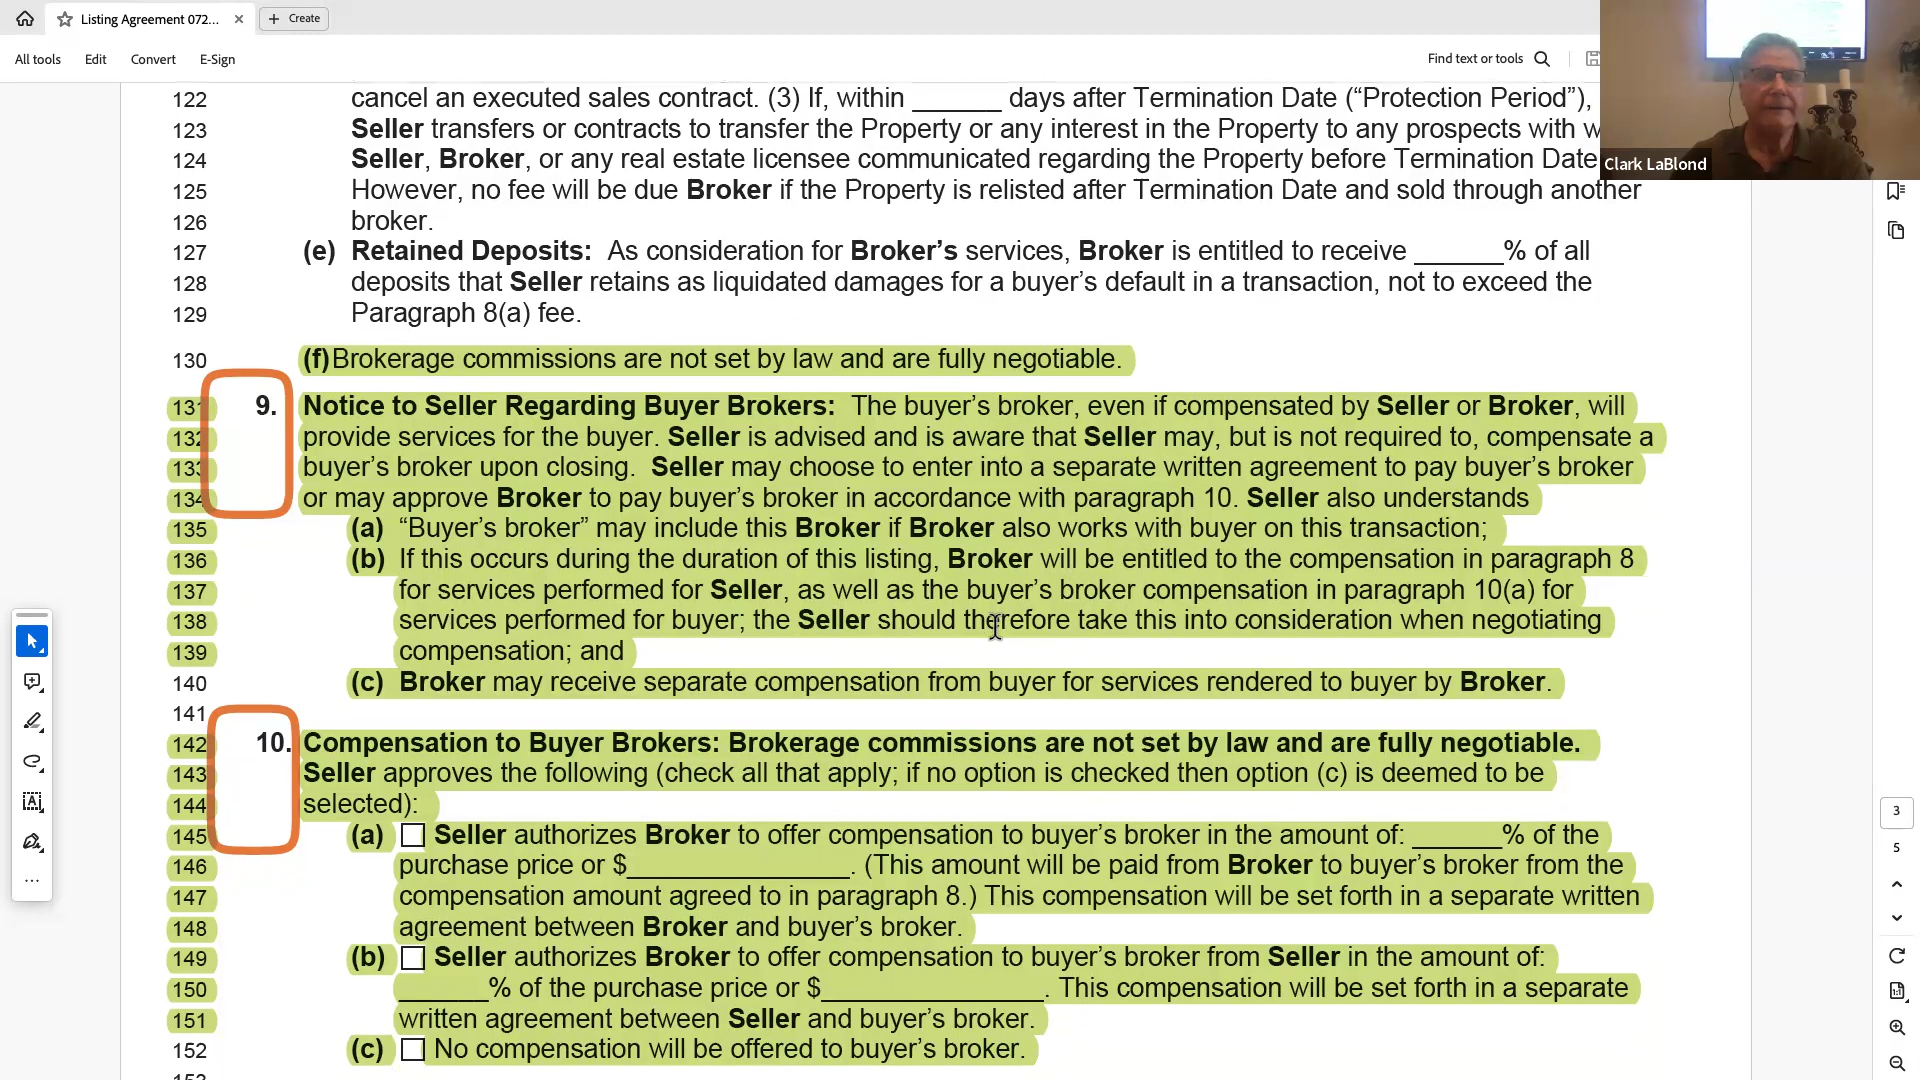 Listing Agreement 072...
Create
All tools
Edit
Convert
E-Sign
Find text or tools
Clark LaBlond
122 cancel an executed sales contract. (3) If, within ______ days after Termination Date (“Protection Period”),
123 Seller transfers or contracts to transfer the Property or any interest in the Property to any prospects with
124 Seller, Broker, or any real estate licensee communicated regarding the Property before Termination Date
125 However, no fee will be due Broker if the Property is relisted after Termination Date and sold through another
126 broker.
127 (e) Retained Deposits: As consideration for Broker’s services, Broker is entitled to receive ______% of all
128 deposits that Seller retains as liquidated damages for a buyer’s default in a transaction, not to exceed the
129 Paragraph 8(a) fee.
130 (f)Brokerage commissions are not set by law and are fully negotiable.
131 9. Notice to Seller Regarding Buyer Brokers: The buyer’s broker, even if compensated by Seller or Broker, will
132 provide services for the buyer. Seller is advised and is aware that Seller may, but is not required to, compensate a
133 buyer’s broker upon closing. Seller may choose to enter into a separate written agreement to pay buyer’s broker
134 or may approve Broker to pay buyer’s broker in accordance with paragraph 10. Seller also understands
135 (a) “Buyer’s broker” may include this Broker if Broker also works with buyer on this transaction;
136 (b) If this occurs during the duration of this listing, Broker will be entitled to the compensation in paragraph 8
137 for services performed for Seller, as well as the buyer’s broker compensation in paragraph 10(a) for
138 services performed for buyer; the Seller should therefore take this into consideration when negotiating
139 compensation; and
140 (c) Broker may receive separate compensation from buyer for services rendered to buyer by Broker.
141
142 10. Compensation to Buyer Brokers: Brokerage commissions are not set by law and are fully negotiable.
143 Seller approves the following (check all that apply; if no option is checked then option (c) is deemed to be
144 selected):
145 (a) Seller authorizes Broker to offer compensation to buyer’s broker in the amount of: ______% of the
146 purchase price or $_______________. (This amount will be paid from Broker to buyer’s broker from the
147 compensation amount agreed to in paragraph 8.) This compensation will be set forth in a separate written
148 agreement between Broker and buyer’s broker.
149 (b) Seller authorizes Broker to offer compensation to buyer’s broker from Seller in the amount of:
150 ______% of the purchase price or $_______________. This compensation will be set forth in a separate
151 written agreement between Seller and buyer’s broker.
152 (c) No compensation will be offered to buyer’s broker.
3
5